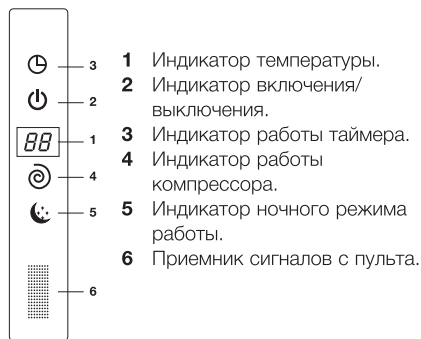 3
2
88
1
4
5
6
1 Индикатор температуры.
2 Индикатор включения/
выключения.
3 Индикатор работы таймера.
4 Индикатор работы
компрессора.
5 Индикатор ночного режима
работы.
6 Приемник сигналов с пульта.